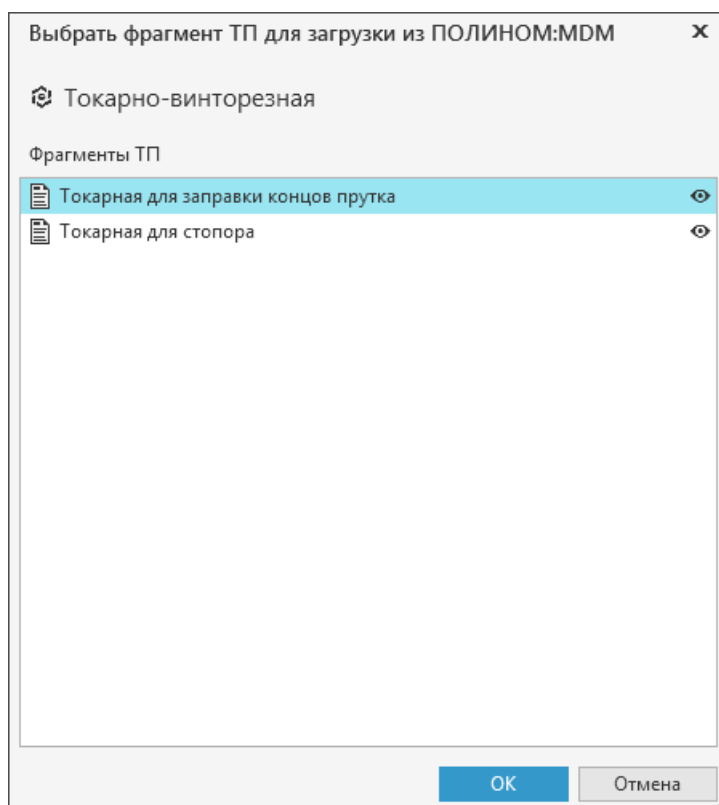 Выбрать фрагмент ТП для загрузки из ПОЛИНОМ:MDM
Токарно-винторезная
Фрагменты ТП
Токарная для заправки концов прутка
Токарная для стопора
ОК
Отмена